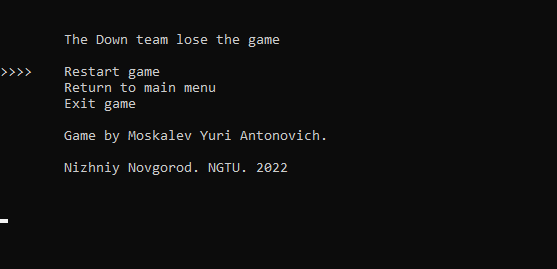 The Down team lose the game
>>>> Restart game
Return to main menu
Exit game
Game by Moskalev Yuri Antonovich.
Nizhniy Novgorod. NGTU. 2022